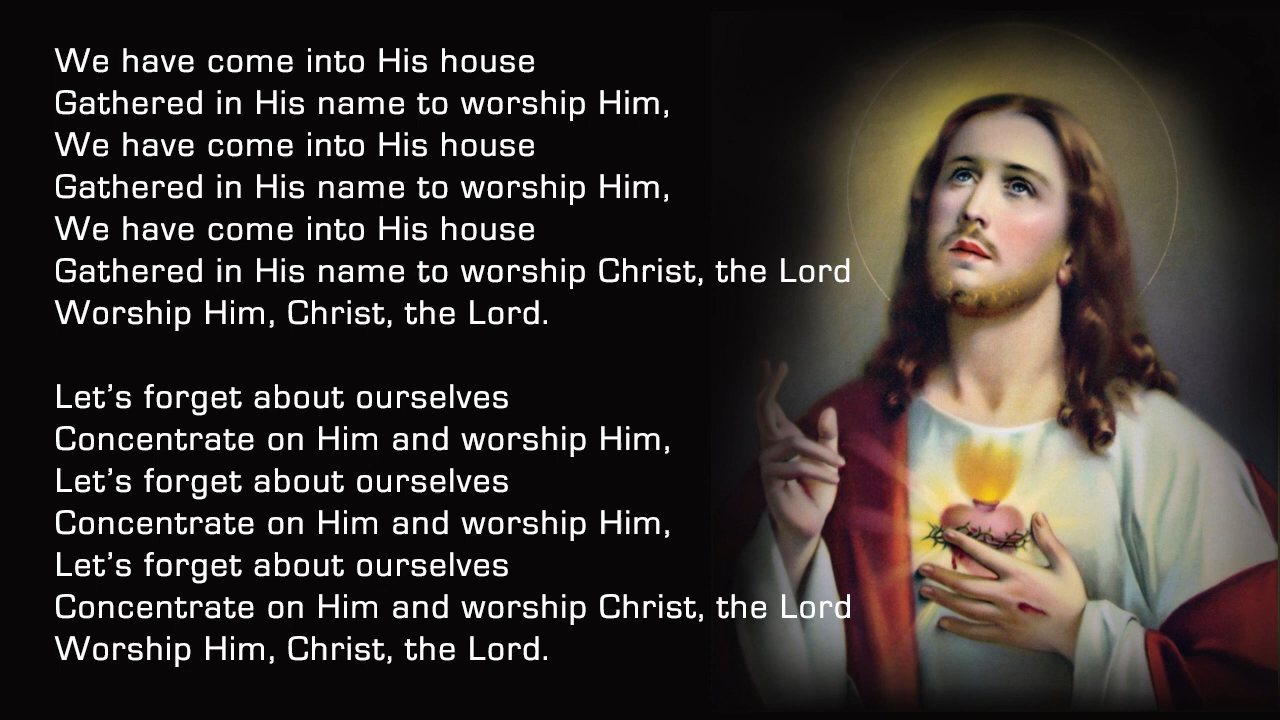 We have come into His house
Gathered in His name to worship Him,
We have come into His house
Gathered in His name to worship Him,
We have come into His house
Gathered in His name to worship Christ, the Lord
Worship Him, Christ, the Lord.

Let’s forget about ourselves
Concentrate on Him and worship Him,
Let’s forget about ourselves
Concentrate on Him and worship Him,
Let’s forget about ourselves
Concentrate on Him and worship Christ, the Lord
Worship Him, Christ, the Lord.